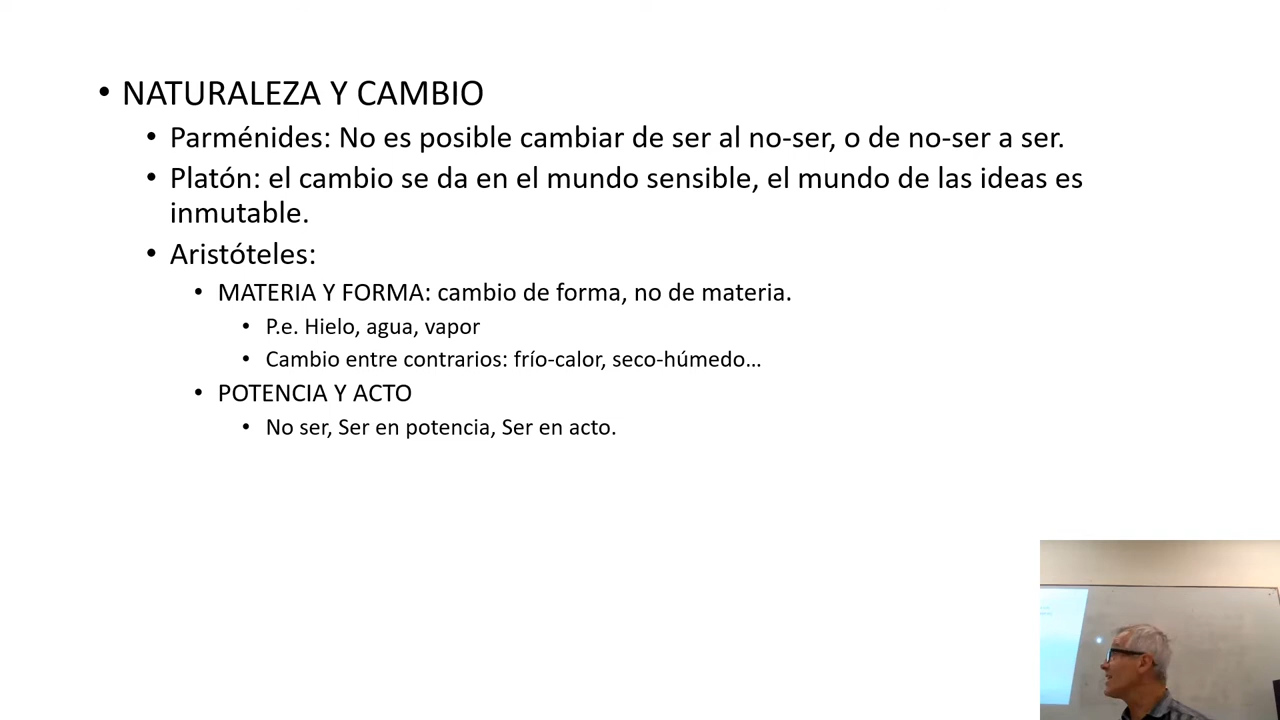 • NATURALEZA Y CAMBIO
• Parménides: No es posible cambiar de ser al no-ser, o de no-ser a ser.
• Platón: el cambio se da en el mundo sensible, el mundo de las ideas es
inmutable.
• Aristóteles:
• MATERIA Y FORMA: cambio de forma, no de materia.
• P.e. Hielo, agua, vapor
• Cambio entre contrarios: frío-calor, seco-húmedo…
• POTENCIA Y ACTO
• No ser, Ser en potencia, Ser en acto.